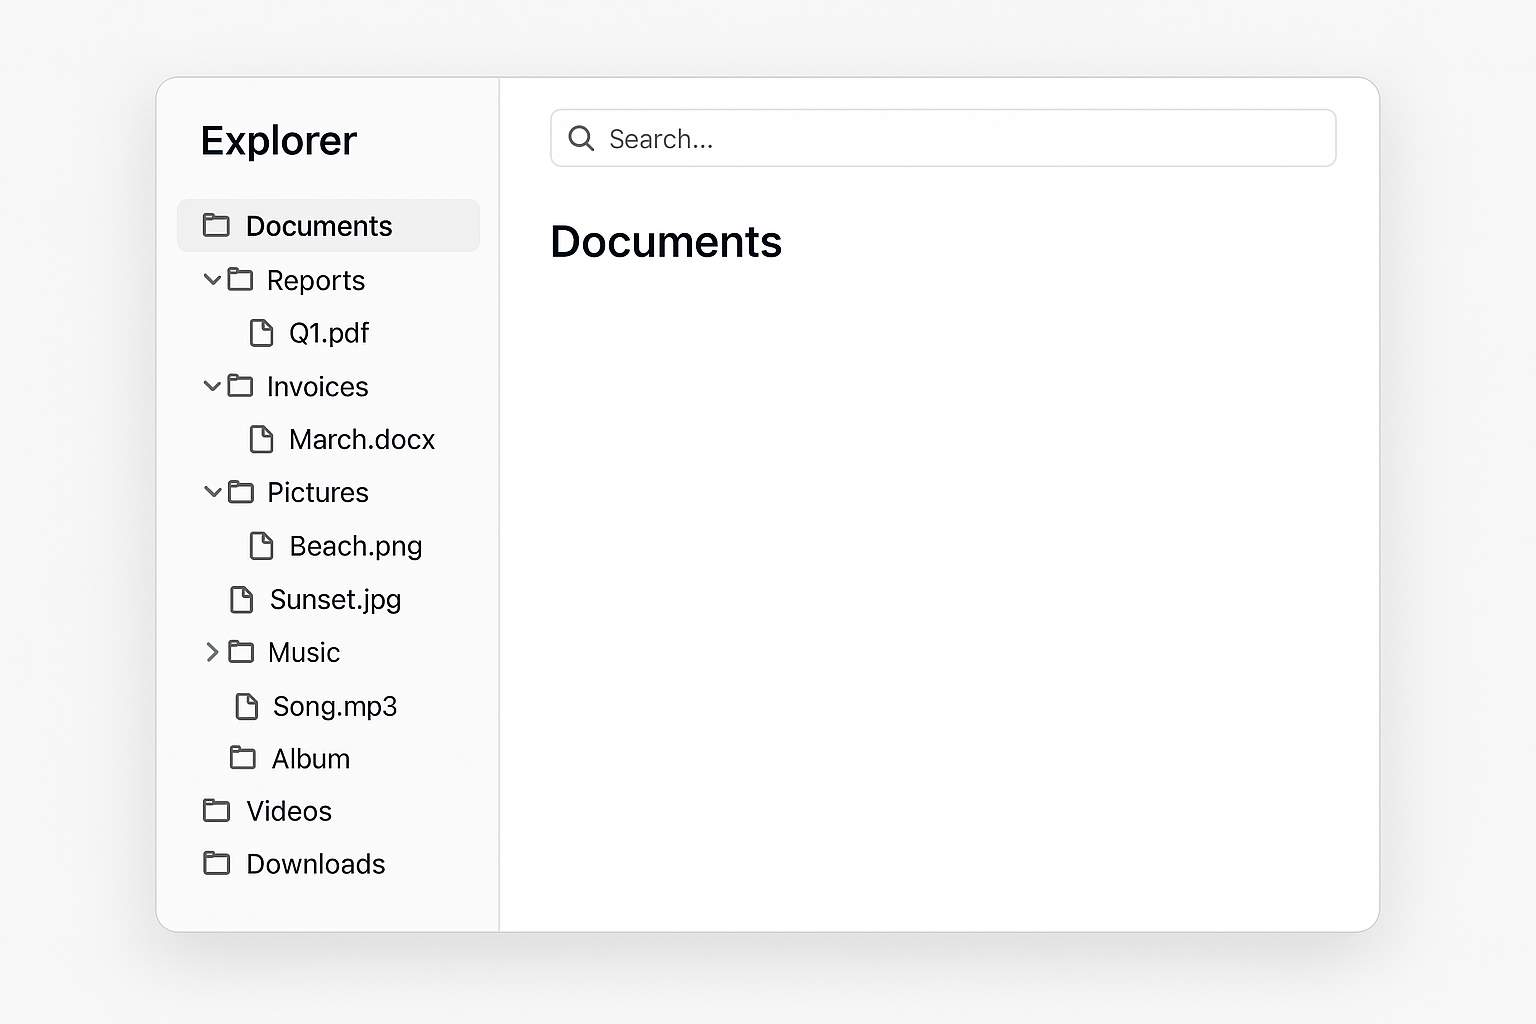 Explorer
Documents
Reports
Q1.pdf
Invoices
March.docx
Pictures
Beach.png
Sunset.jpg
Music
Song.mp3
Album
Videos
Downloads
Search...
Documents